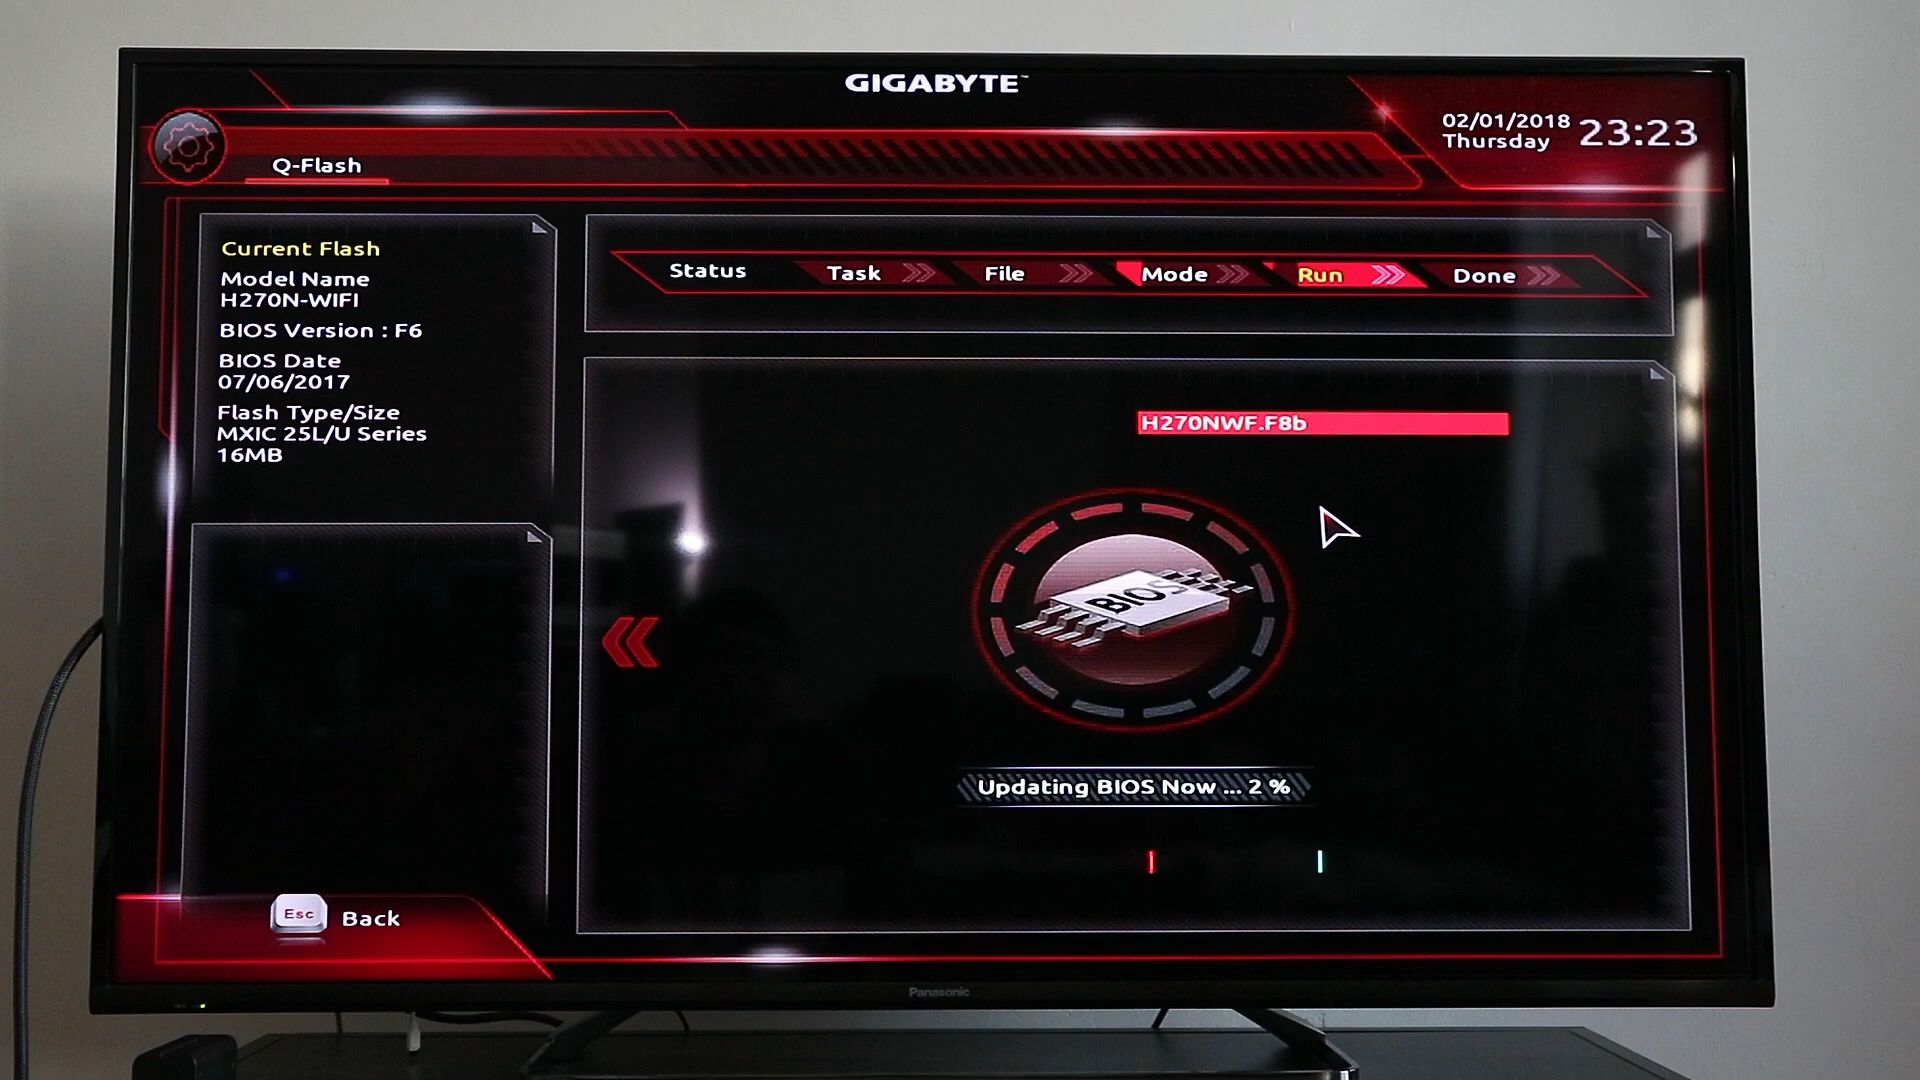 GIGABYTE™
02/01/2018
Thursday
23:23
Q-Flash
Current Flash
Model Name
H270N-WIFI
BIOS Version : F6
BIOS Date
07/06/2017
Flash Type/Size
MXIC 25L/U Series
16MB
Status Task File Mode Run Done
H270NWF.F8b
BIOS
Updating BIOS Now ... 2 %
Esc Back
Panasonic